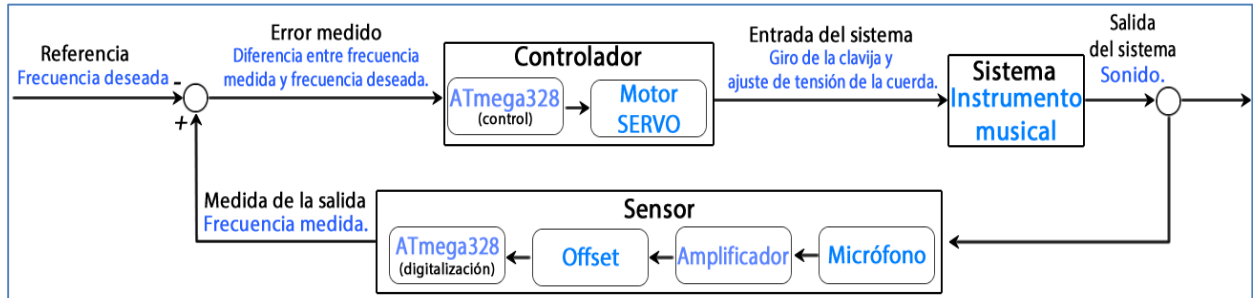 Referencia
Frecuencia deseada
-
+
Error medido
Diferencia entre frecuencia
medida y frecuencia deseada.
Controlador
ATmega328
(control)
Motor
SERVO
Entrada del sistema
Giro de la clavija y
ajuste de tensión de la cuerda.
Sistema
Instrumento
musical
Salida
del sistema
Sonido.
Medida de la salida
Frecuencia medida.
Sensor
ATmega328
(digitalización)
Offset
Amplificador
Micrófono